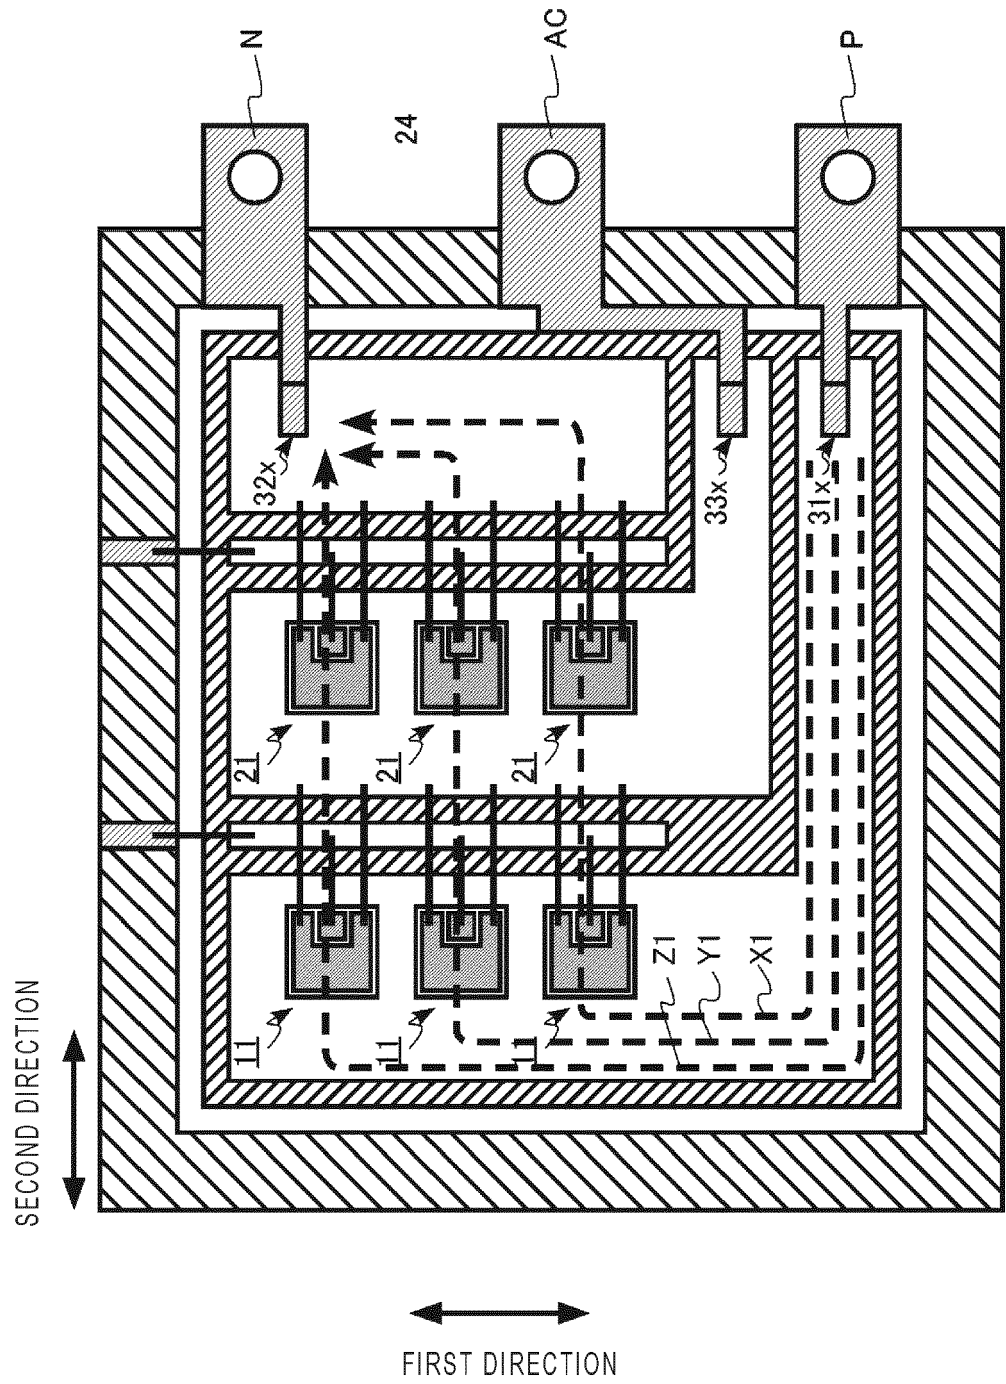 N
AC
P
24
32x
33x
31x
21
21
21
11
11
11
Z1
Y1
X1
SECOND DIRECTION
FIRST DIRECTION